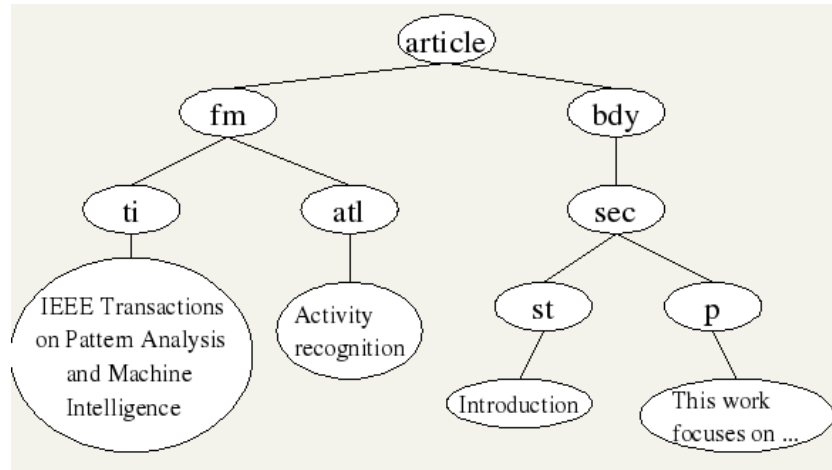 article
fm
bdy
ti
atl
sec
IEEE Transactions
on Pattern Analysis
and Machine
Intelligence
Activity
recognition
st
p
Introduction
This work
focuses on ...